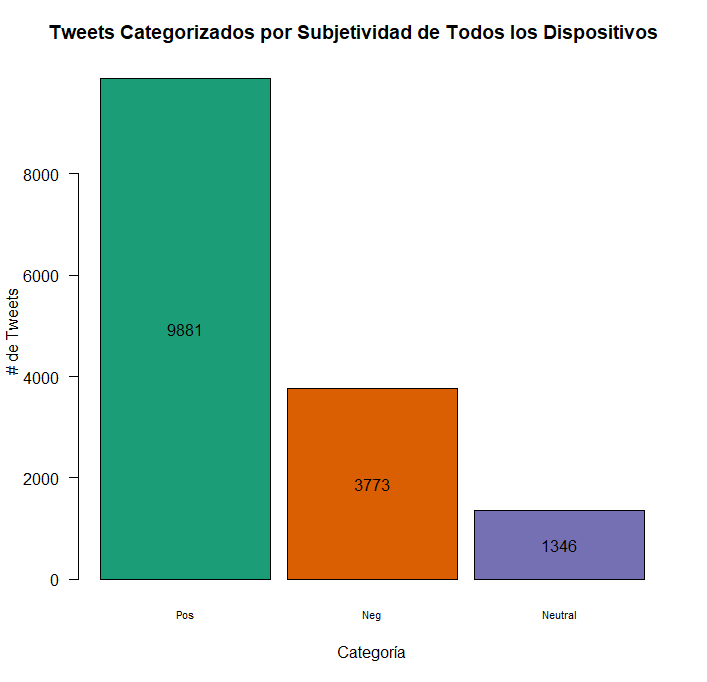 Tweets Categorizados por Subjetividad de Todos los Dispositivos
# de Tweets
8000
6000
4000
2000
0
9881
3773
1346
Pos
Neg
Neutral
Categoría